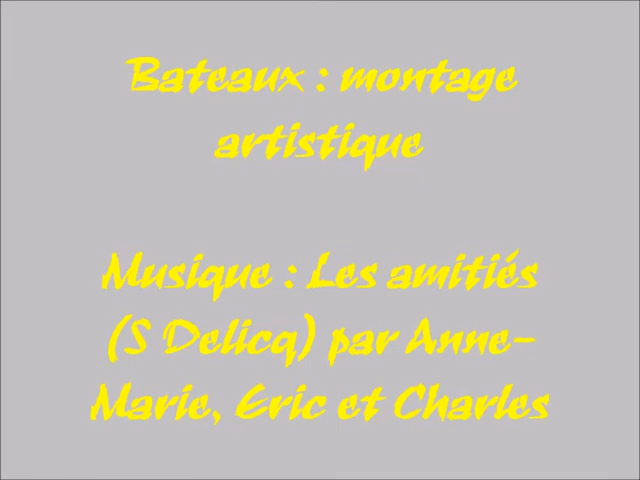 Bateaux : montage
artistique
Musique : Les amitiés
(S Delicq) par Anne-
Marie, Eric et Charles